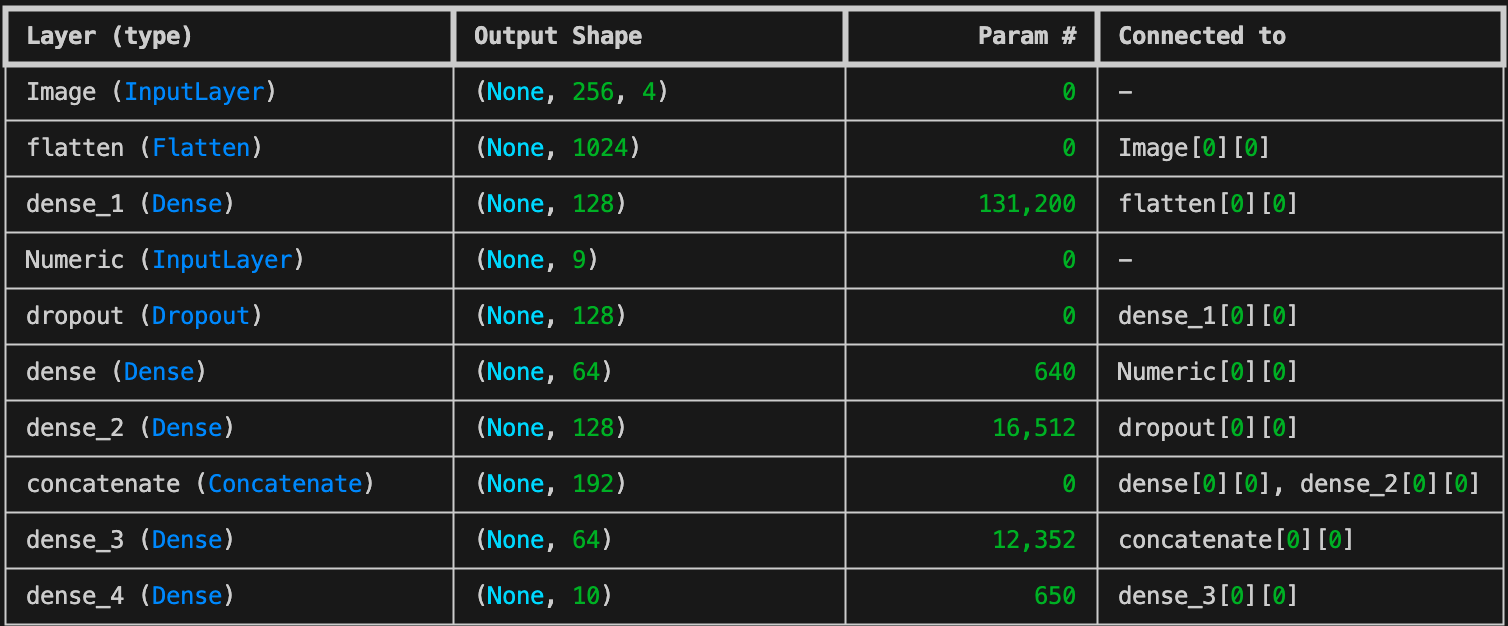 Layer (type) Output Shape Param # Connected to
Image (InputLayer) (None, 256, 4) 0 –
flatten (Flatten) (None, 1024) 0 Image[0][0]
dense_1 (Dense) (None, 128) 131,200 flatten[0][0]
Numeric (InputLayer) (None, 9) 0 –
dropout (Dropout) (None, 128) 0 dense_1[0][0]
dense (Dense) (None, 64) 640 Numeric[0][0]
dense_2 (Dense) (None, 128) 16,512 dropout[0][0]
concatenate (Concatenate) (None, 192) 0 dense[0][0], dense_2[0][0]
dense_3 (Dense) (None, 64) 12,352 concatenate[0][0]
dense_4 (Dense) (None, 10) 650 dense_3[0][0]